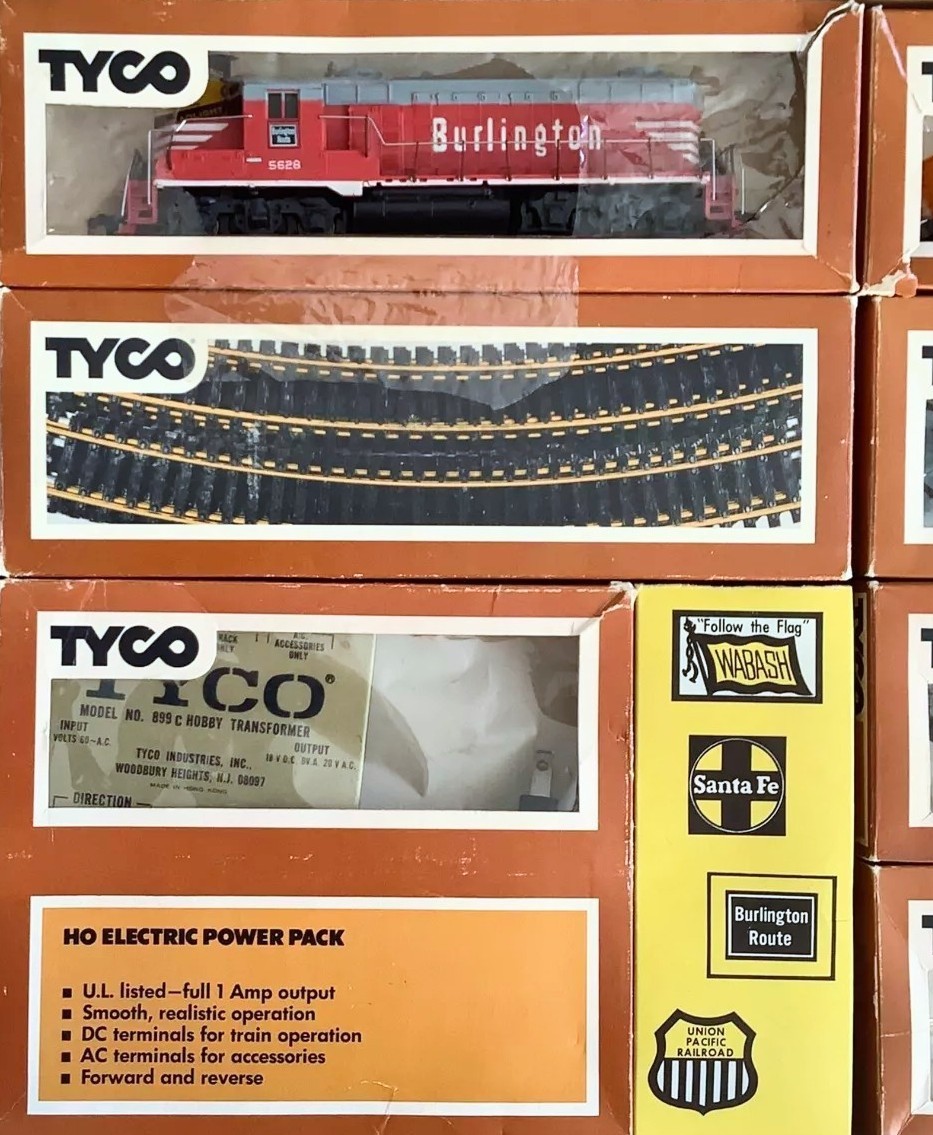 TYCO
Burlington
Route
5628
Burlington
TYCO
TYCO
ACCESSORIES
ONLY
TYCO®
MODEL NO. 899 C HOBBY TRANSFORMER
INPUT
VOLTS 60~A.C.
OUTPUT
18 V D.C. 9V.A. 20 V A.C.
TYCO INDUSTRIES, INC.,
WOODBURY HEIGHTS, N.J. 08097
MADE IN HONG KONG
DIRECTION
HO ELECTRIC POWER PACK
■ U.L. listed—full 1 Amp output
■ Smooth, realistic operation
■ DC terminals for train operation
■ AC terminals for accessories
■ Forward and reverse
"Follow the Flag"
WABASH
Santa Fe
Burlington
Route
UNION
PACIFIC
RAILROAD